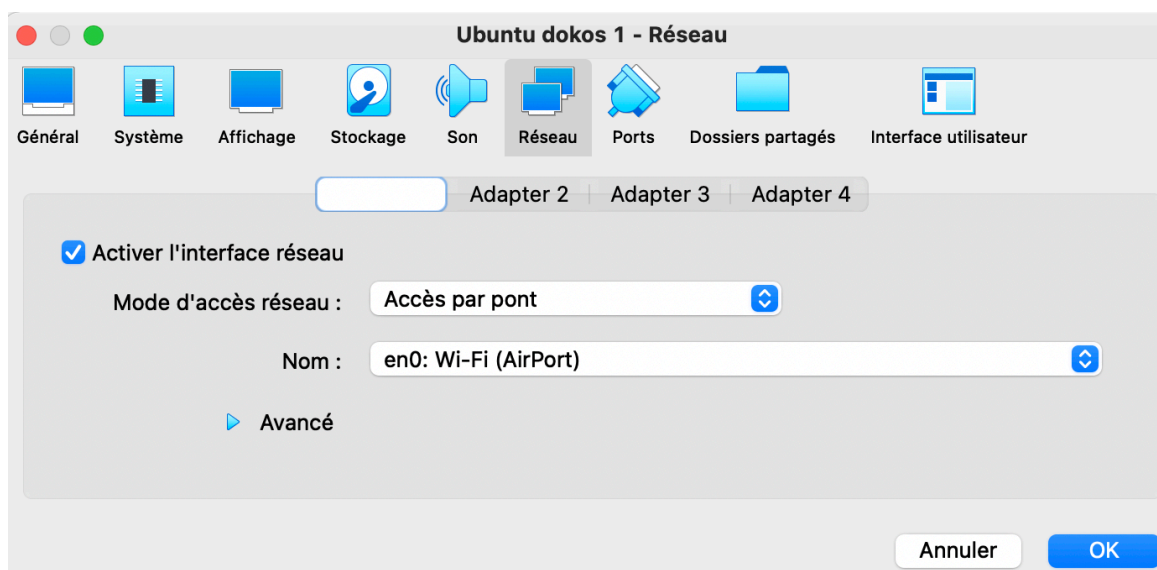 Ubuntu dokos 1 - Réseau
Général Système Affichage Stockage Son Réseau Ports Dossiers partagés Interface utilisateur
Adapter 2 Adapter 3 Adapter 4
Activer l'interface réseau
Mode d'accès réseau : Accès par pont
Nom : en0: Wi-Fi (AirPort)
Avancé
Annuler OK